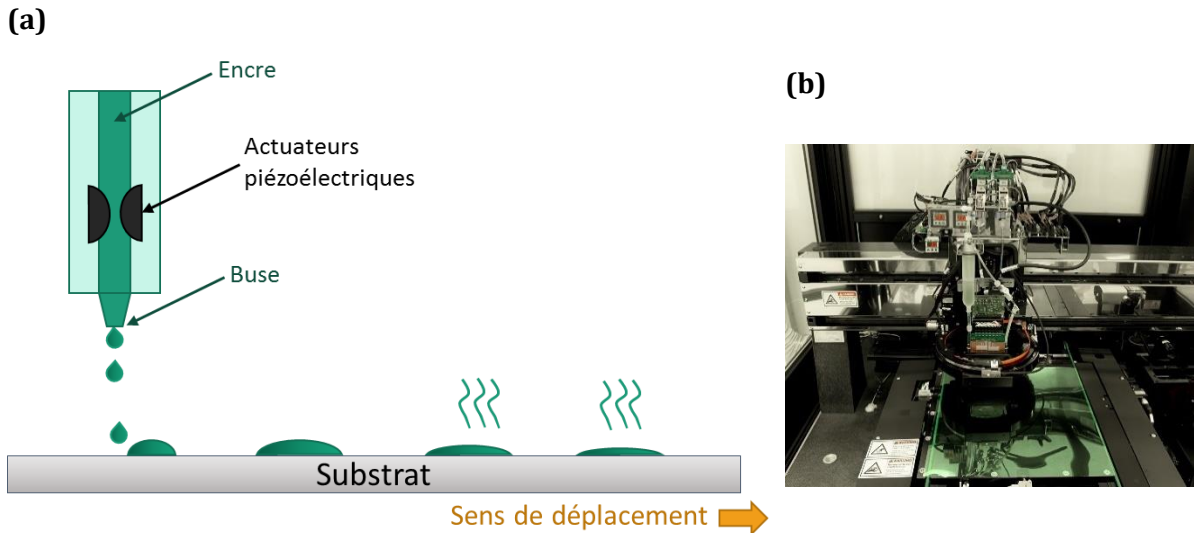 (a)
Encre
(b)
Actuateurs
piézoélectriques
Buse
Substrat
Sens de déplacement